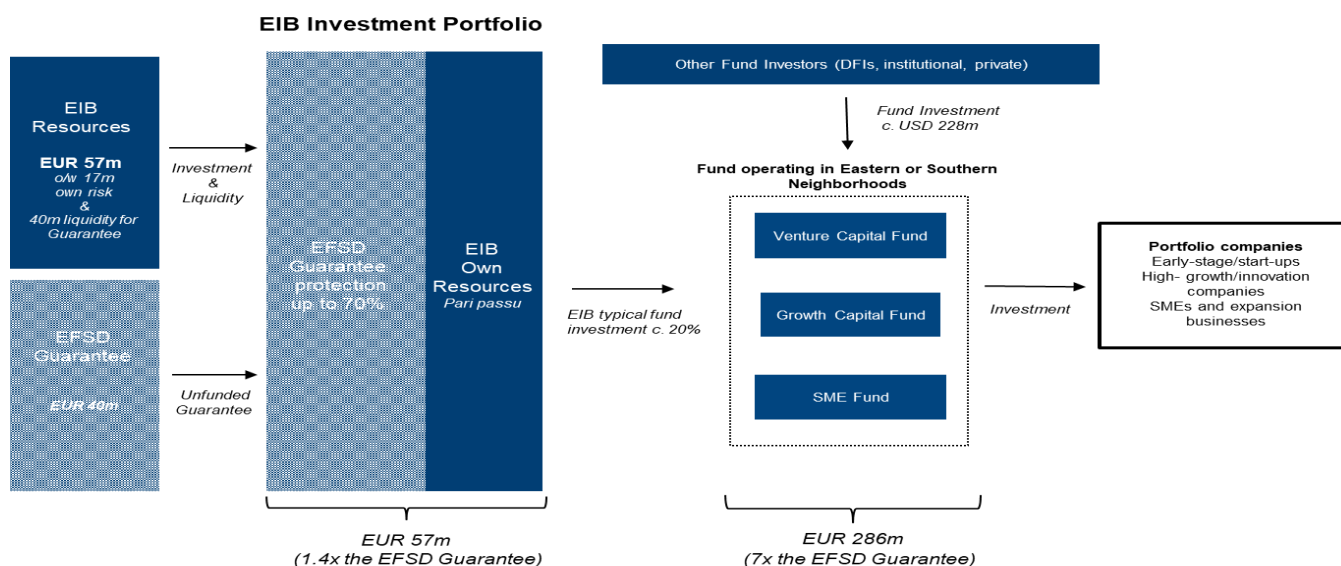 EIB Investment Portfolio
EIB
Resources
EUR 57m
o/w 17m
own risk
&
40m liquidity for
Guarantee
Investment
&
Liquidity
EFSD
Guarantee
EUR 40m
Unfunded
Guarantee
EFSD
Guarantee
protection
up to 70%
EIB
Own
Resources
Pari passu
EUR 57m
(1.4x the EFSD Guarantee)
EIB typical fund
investment c. 20%
Other Fund Investors (DFIs, institutional, private)
Fund Investment
c. USD 228m
Fund operating in Eastern or Southern
Neighborhoods
Venture Capital Fund
Growth Capital Fund
SME Fund
EUR 286m
(7x the EFSD Guarantee)
Investment
Portfolio companies
Early-stage/start-ups
High- growth/innovation
companies
SMEs and expansion
businesses